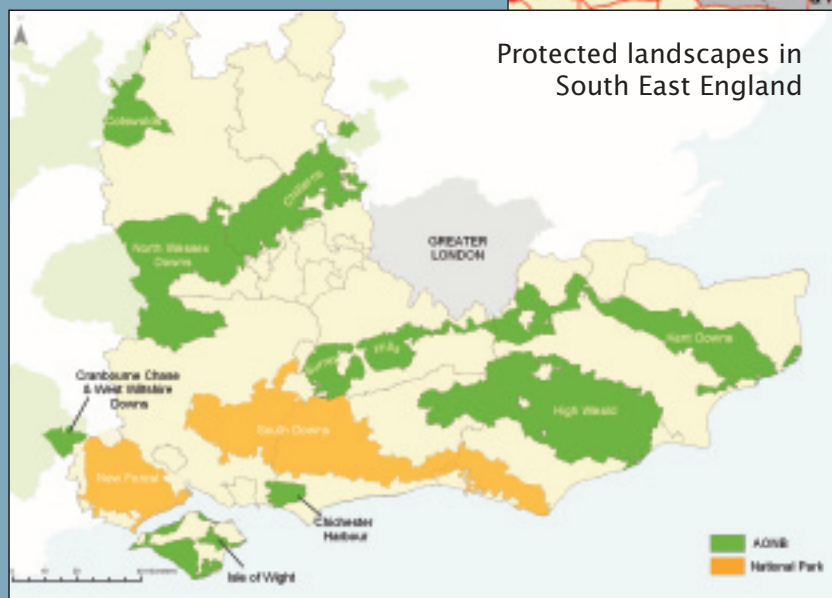 Protected landscapes in
South East England
Cotswolds
Chilterns
North Wessex
Downs
GREATER
LONDON
Surrey Hills
Kent Downs
Cranbourne Chase
& West Wiltshire
Downs
High Weald
South Downs
New Forest
Chichester
Harbour
Isle of Wight
AONB
National Park